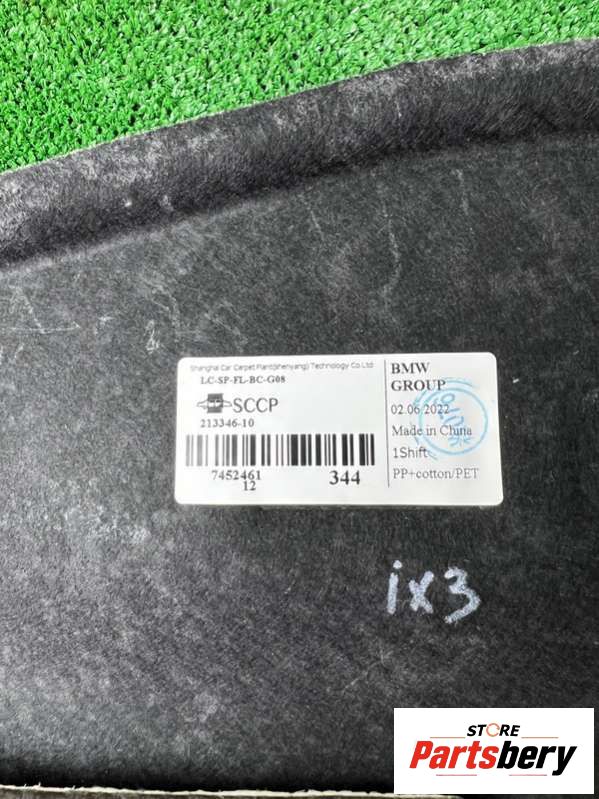 Shanghai Car Carpet Plant(shenyang) Technology Co.Ltd
LC-SP-FL-BC-G08
SCCP
213346-10
7452461
12
344
BMW
GROUP
02.06.2022
Made in China
1Shift
PP+cotton/PET
ix3
STORE
Partsbery